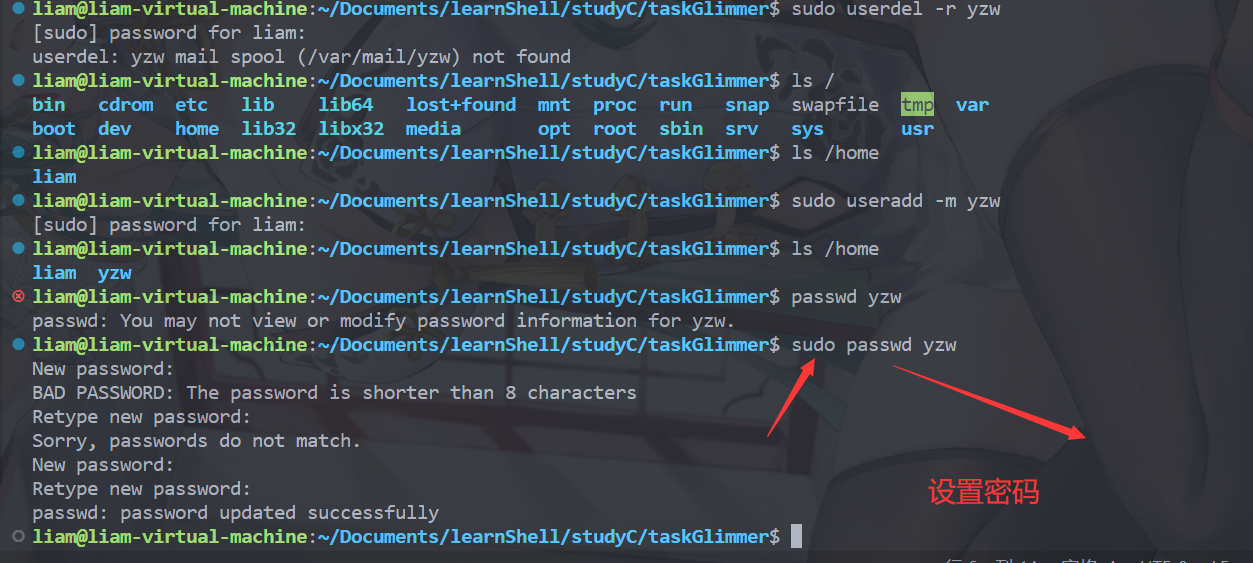 liam@liam-virtual-machine:~/Documents/learnShell/studyC/taskGlimmer$ sudo userdel -r yzw
[sudo] password for liam:
userdel: yzw mail spool (/var/mail/yzw) not found
liam@liam-virtual-machine:~/Documents/learnShell/studyC/taskGlimmer$ ls /
bin cdrom etc lib lib64 lost+found mnt proc run snap swapfile tmp var
boot dev home lib32 libx32 media opt root sbin srv sys usr
liam@liam-virtual-machine:~/Documents/learnShell/studyC/taskGlimmer$ ls /home
liam
liam@liam-virtual-machine:~/Documents/learnShell/studyC/taskGlimmer$ sudo useradd -m yzw
[sudo] password for liam:
liam@liam-virtual-machine:~/Documents/learnShell/studyC/taskGlimmer$ ls /home
liam yzw
liam@liam-virtual-machine:~/Documents/learnShell/studyC/taskGlimmer$ passwd yzw
passwd: You may not view or modify password information for yzw.
liam@liam-virtual-machine:~/Documents/learnShell/studyC/taskGlimmer$ sudo passwd yzw
New password:
BAD PASSWORD: The password is shorter than 8 characters
Retype new password:
Sorry, passwords do not match.
New password:
Retype new password:
设置密码
passwd: password updated successfully
liam@liam-virtual-machine:~/Documents/learnShell/studyC/taskGlimmer$